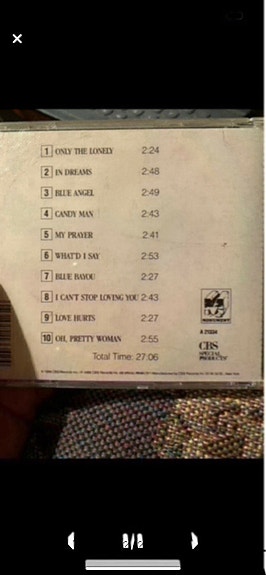 1 ONLY THE LONELY 2:24
2 IN DREAMS 2:48
3 BLUE ANGEL 2:49
4 CANDY MAN 2:43
5 MY PRAYER 2:41
6 WHAT'D I SAY 2:53
7 BLUE BAYOU 2:27
8 I CAN'T STOP LOVING YOU 2:43
9 LOVE HURTS 2:27
10 OH, PRETTY WOMAN 2:55
Total Time: 27:06
MONUMENT
CBS
SPECIAL
PRODUCTS
2/2